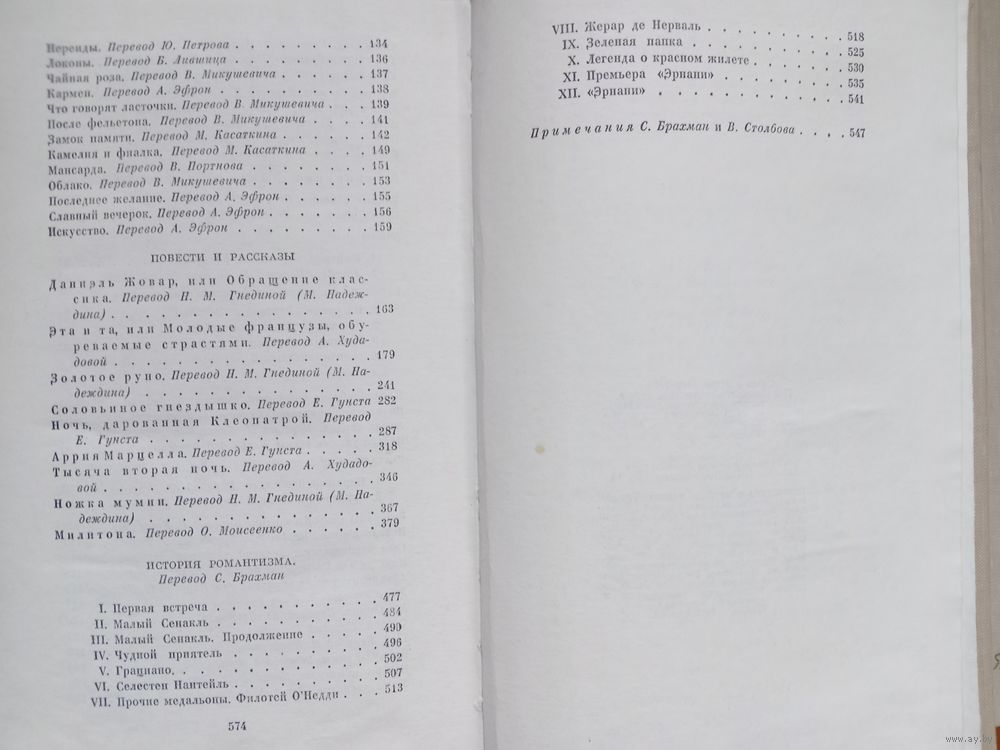 Нереиды. Перевод Ю. Петрова . . . . . . . . . 134
Локоны. Перевод Б. Лившица . . . . . . . . . 136
Чайная роза. Перевод В. Микушевича . . . . . . 137
Кармен. Перевод А. Эфрон . . . . . . . . . . 138
Что говорят ласточки. Перевод В. Микушевича . . . 139
После фельетона. Перевод В. Микушевича . . . . . 141
Замок памяти. Перевод М. Касаткина . . . . . . 142
Камелия и фиалка. Перевод М. Касаткина . . . . 149
Мансарда. Перевод В. Портнова . . . . . . . . 151
Облако. Перевод В. Микушевича . . . . . . . . 153
Последнее желание. Перевод А. Эфрон . . . . . . 155
Славный вечерок. Перевод А. Эфрон . . . . . . . 156
Искусство. Перевод А. Эфрон . . . . . . . . . 159
ПОВЕСТИ И РАССКАЗЫ
Даниэль Жовар, или Обращение клас-
сика. Перевод Н. М. Гнединой (М. Надеж-
дина) . . . . . . . . . . . . . . . . 163
Эта и та, или Молодые французы, обу-
реваемые страстями. Перевод А. Худа-
довой . . . . . . . . . . . . . . . . 179
Золотое руно. Перевод Н. М. Гнединой (М. На-
деждина) . . . . . . . . . . . . . . 241
Соловьиное гнездышко. Перевод Е. Гунста 282
Ночь, дарованная Клеопатрой. Перевод
Е. Гунста . . . . . . . . . . . . . . 287
Аррия Марцелла. Перевод Е. Гунста . . . . . 318
Тысяча вторая ночь. Перевод А. Худадо-
вой . . . . . . . . . . . . . . . . . 346
Ножка мумии. Перевод Н. М. Гнединой (М. На-
деждина) . . . . . . . . . . . . . . 367
Милитона. Перевод О. Моисеенко . . . . . . 379
ИСТОРИЯ РОМАНТИЗМА.
Перевод С. Брахман
I. Первая встреча . . . . . . . . . . . 477
II. Малый Сенакль . . . . . . . . . . . 484
III. Малый Сенакль. Продолжение . . . . . 490
IV. Чудной приятель . . . . . . . . . . 496
V. Грациано. . . . . . . . . . . . . . 502
VI. Селестен Нантейль . . . . . . . . . . 507
VII. Прочие медальоны. Филотей О'Недди . . . 513
574
VIII. Жерар де Нерваль . . . . . . . . . 518
IX. Зеленая папка . . . . . . . . . . 525
X. Легенда о красном жилете . . . . . . 530
XI. Премьера «Эрнани» . . . . . . . . . 535
XII. «Эрнани» . . . . . . . . . . . . 541
Примечания С. Брахман и В. Столбова . . . . 547
www.ay.by